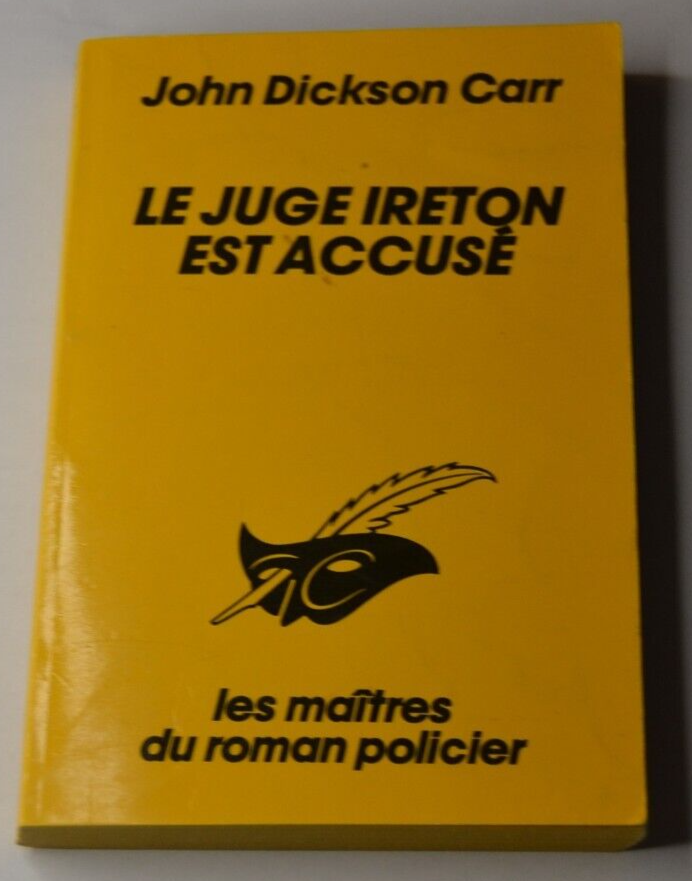 John Dickson Carr
LE JUGE IRETON
EST ACCUSÉ
les maîtres
du roman policier